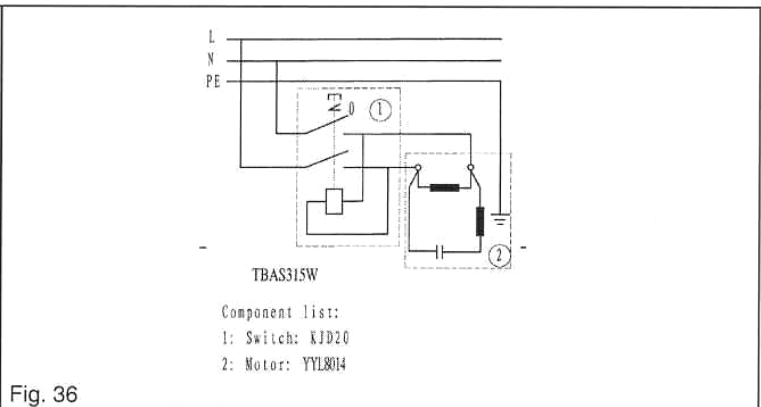 L
N
PE
0
1
2
TBAS315W
Component list:
1: Switch: KJD20
2: Motor: YYL8014
Fig. 36